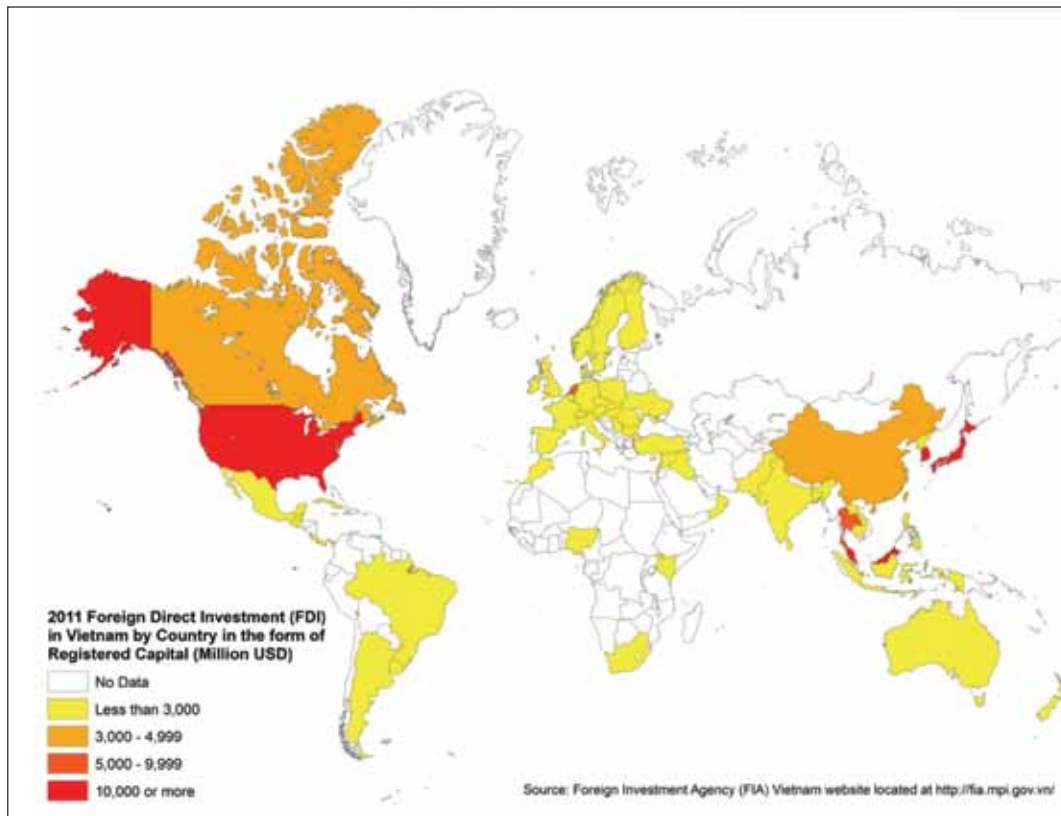 2011 Foreign Direct Investment (FDI)
in Vietnam by Country in the form of
Registered Capital (Million USD)
No Data
Less than 3,000
3,000 - 4,999
5,000 - 9,999
10,000 or more
Source: Foreign Investment Agency (FIA) Vietnam website located at http://fia.mpi.gov.vn/